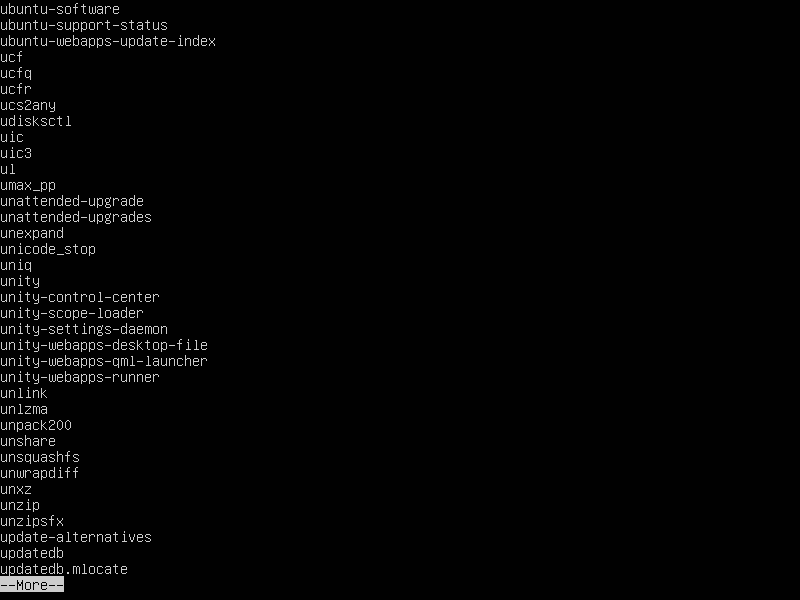 ubuntu-software
ubuntu-support-status
ubuntu-webapps-update-index
ucf
ucfq
ucfr
ucs2any
udisksctl
uic
uic3
ul
umax_pp
unattended-upgrade
unattended-upgrades
unexpand
unicode_stop
uniq
unity
unity-control-center
unity-scope-loader
unity-settings-daemon
unity-webapps-desktop-file
unity-webapps-qml-launcher
unity-webapps-runner
unlink
unlzma
unpack200
unshare
unsquashfs
unwrapdiff
unxz
unzip
unzipsfx
update-alternatives
updatedb
updatedb.mlocate
--More--